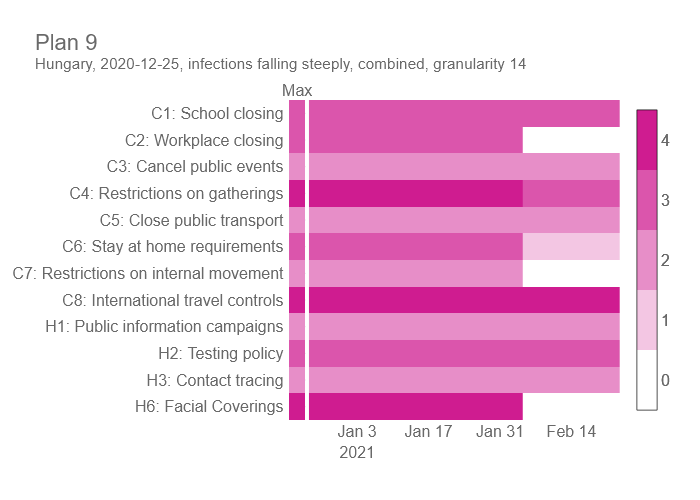 Plan 9
Hungary, 2020-12-25, infections falling steeply, combined, granularity 14
Max
C1: School closing
C2: Workplace closing
C3: Cancel public events
C4: Restrictions on gatherings
C5: Close public transport
C6: Stay at home requirements
C7: Restrictions on internal movement
C8: International travel controls
H1: Public information campaigns
H2: Testing policy
H3: Contact tracing
H6: Facial Coverings
Jan 3 Jan 17 Jan 31 Feb 14
2021
4
3
2
1
0